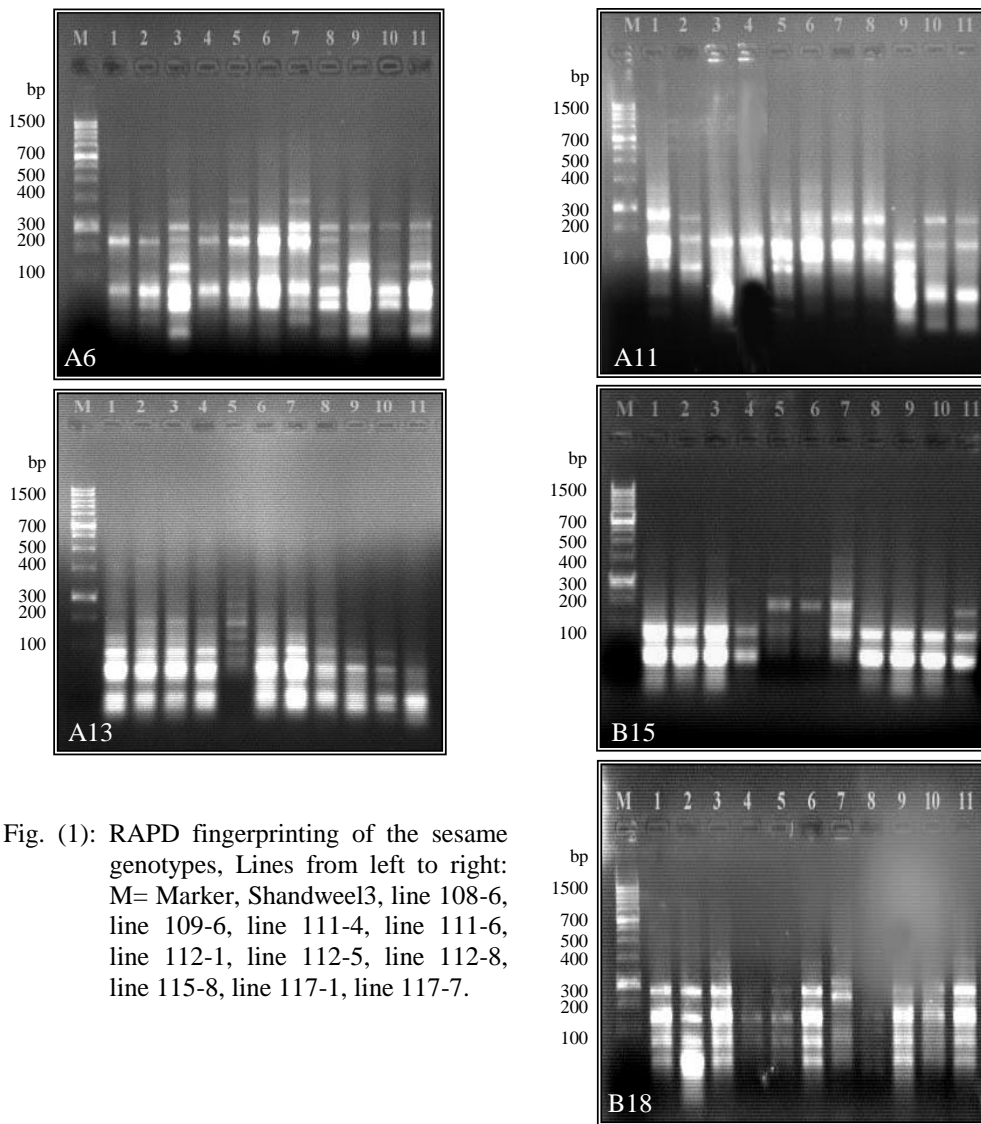 M 1 2 3 4 5 6 7 8 9 10 11
bp
1500
700
500
400
300
200
100
A6
M 1 2 3 4 5 6 7 8 9 10 11
bp
1500
700
500
400
300
200
100
A11
M 1 2 3 4 5 6 7 8 9 10 11
bp
1500
700
500
400
300
200
100
A13
M 1 2 3 4 5 6 7 8 9 10 11
bp
1500
700
500
400
300
200
100
B15
Fig. (1): RAPD fingerprinting of the sesame
genotypes, Lines from left to right:
M= Marker, Shandweel3, line 108-6,
line 109-6, line 111-4, line 111-6,
line 112-1, line 112-5, line 112-8,
line 115-8, line 117-1, line 117-7.
M 1 2 3 4 5 6 7 8 9 10 11
bp
1500
700
500
400
300
200
100
B18